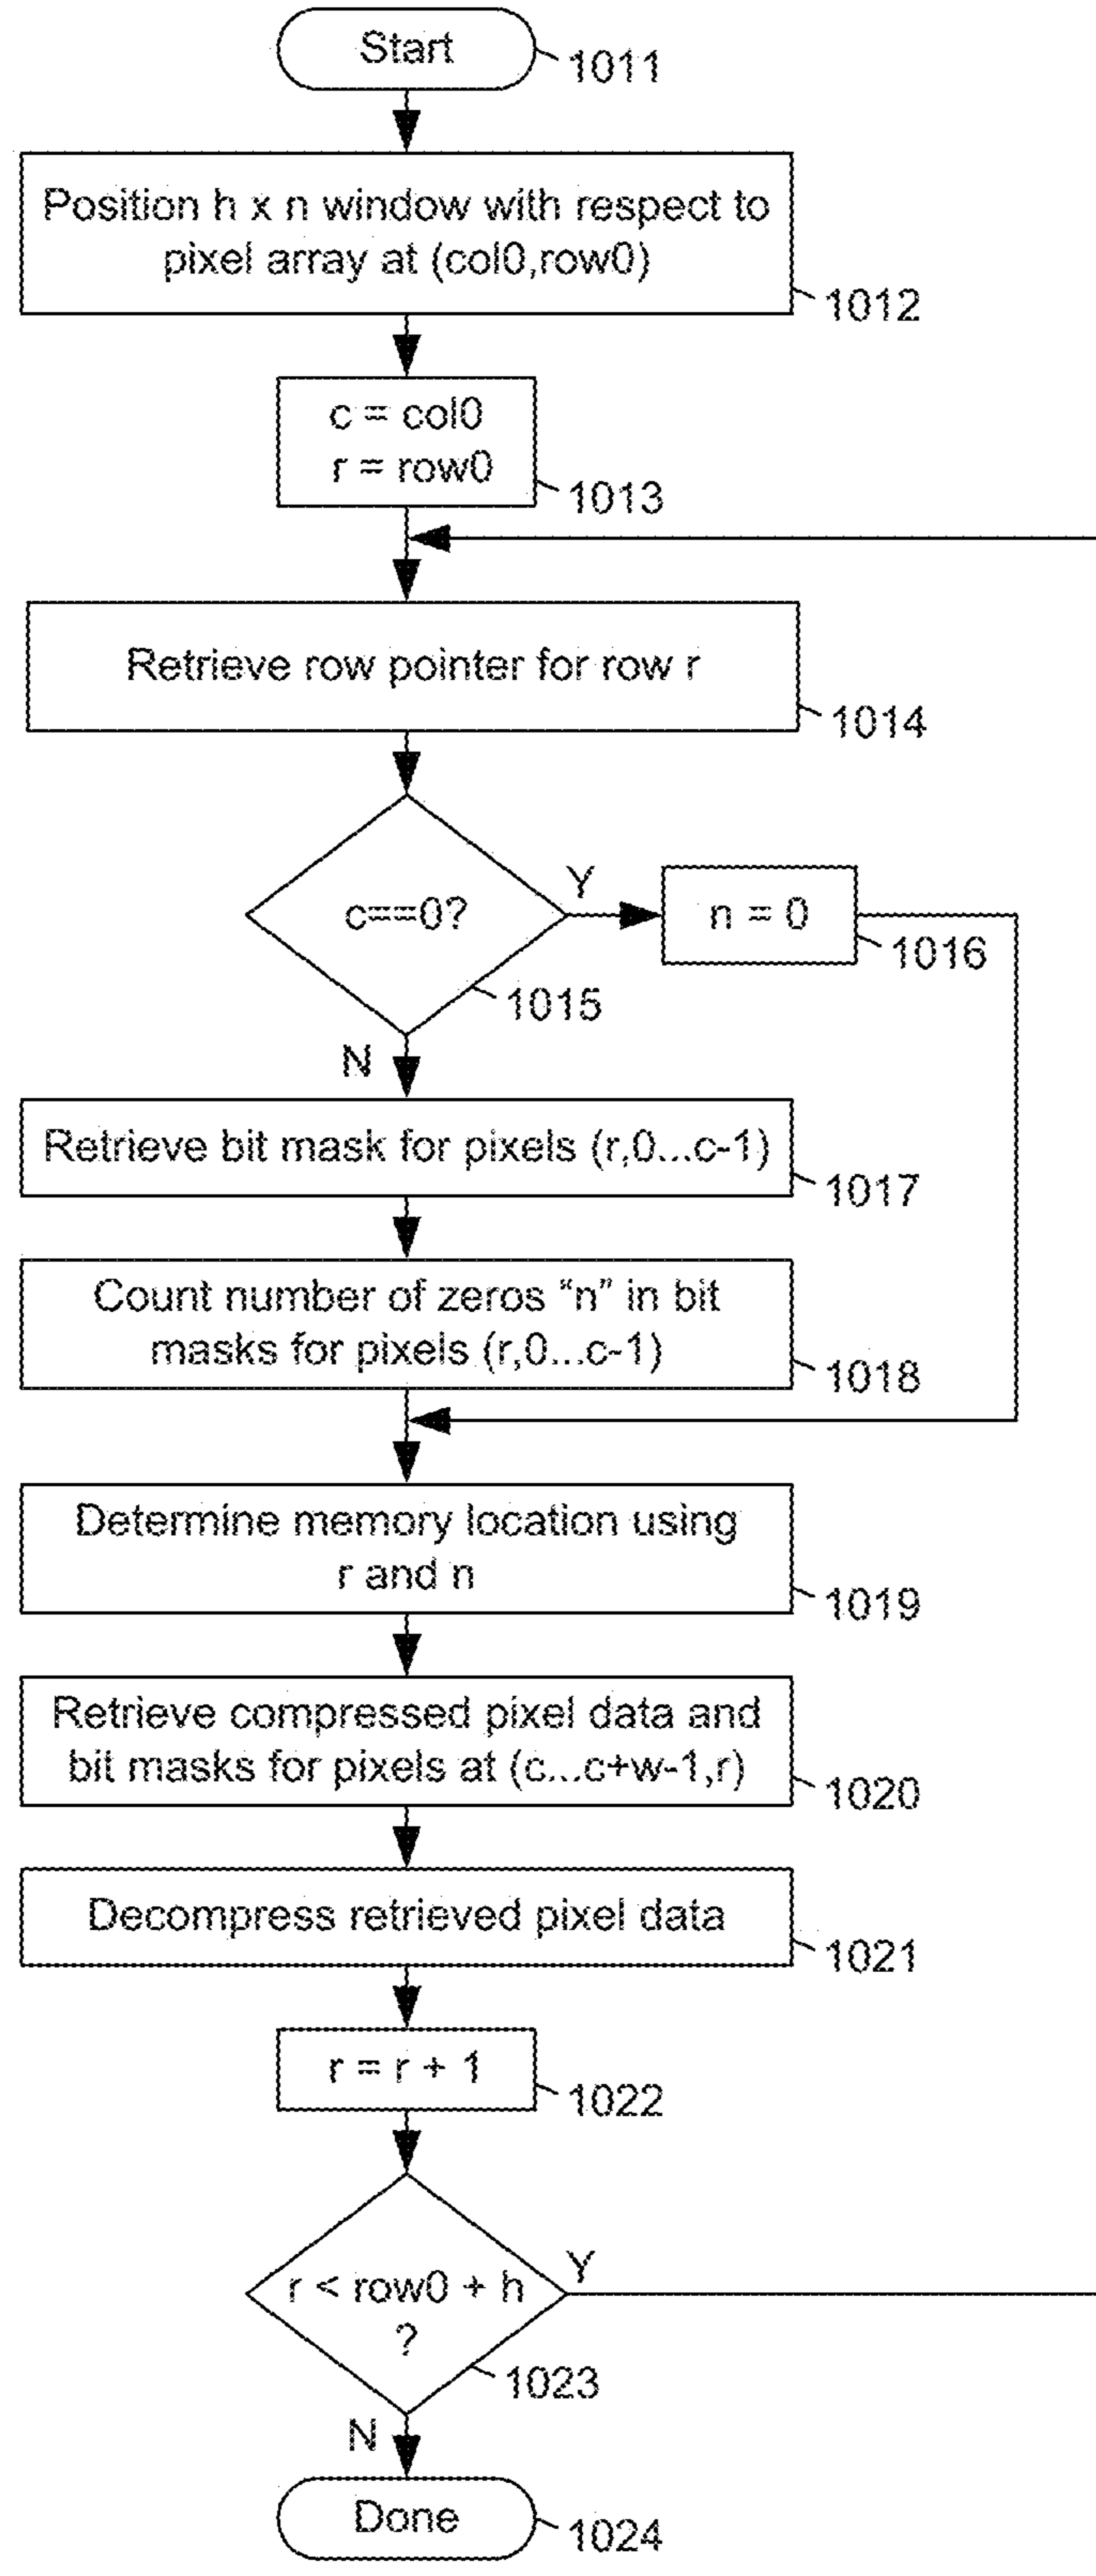 Start
1011
Position h x n window with respect to
pixel array at (col0,row0)
1012
c = col0
r = row0
1013
Retrieve row pointer for row r
1014
c==0?
Y
n = 0
1016
1015
N
Retrieve bit mask for pixels (r,0...c-1)
1017
Count number of zeros “n” in bit
masks for pixels (r,0...c-1)
1018
Determine memory location using
r and n
1019
Retrieve compressed pixel data and
bit masks for pixels at (c...c+w-1,r)
1020
Decompress retrieved pixel data
1021
r = r + 1
1022
r < row0 + h
?
Y
1023
N
Done
1024